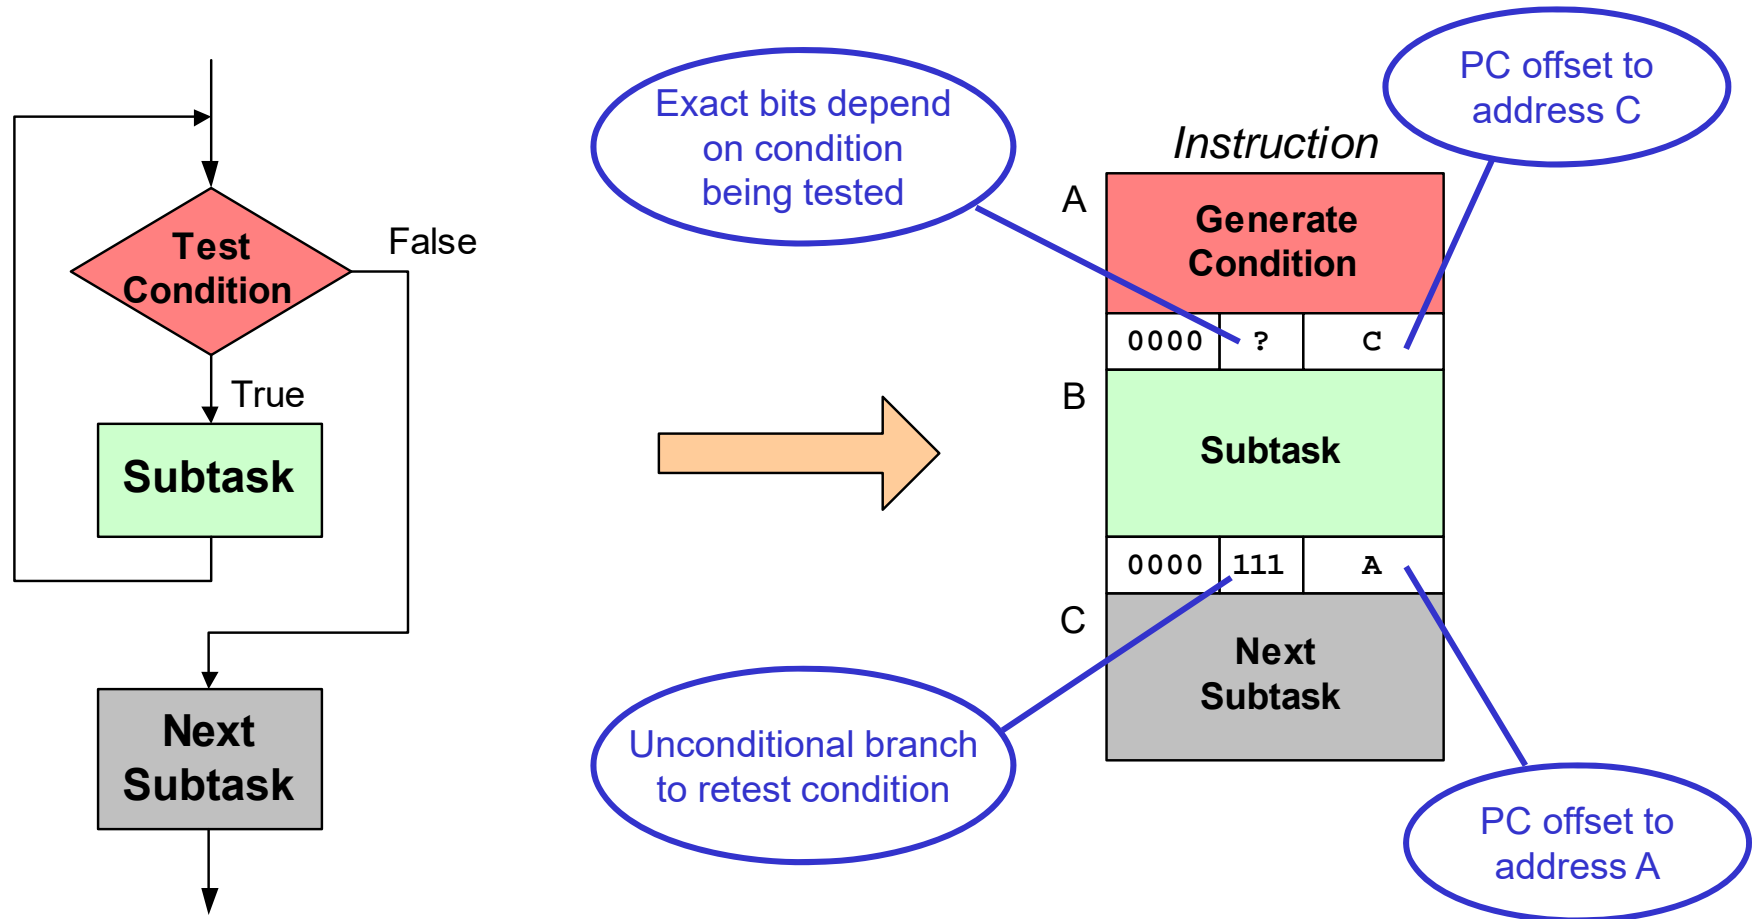 Test
Condition
False
True
Subtask
Next
Subtask
Exact bits depend
on condition
being tested
PC offset to
address C
Instruction
A
Generate
Condition
0000 ? C
B
Subtask
0000 111 A
C
Next
Subtask
Unconditional branch
to retest condition
PC offset to
address A